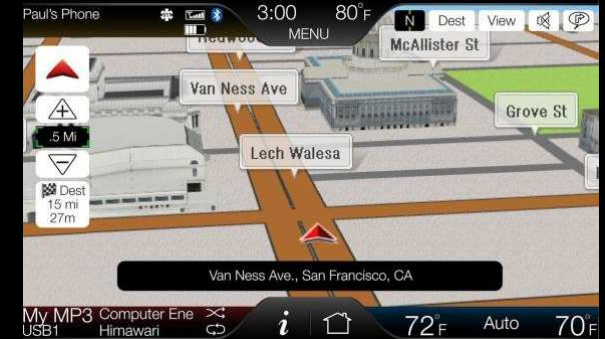 Paul's Phone
3:00
MENU
80°F
N
Dest
View
McAllister St
Van Ness Ave
Grove St
Lech Walesa
.5 Mi
Dest
15 mi
27m
Van Ness Ave., San Francisco, CA
My MP3
USB1
Computer Ene
Himawari
i
72°F
Auto
70°F